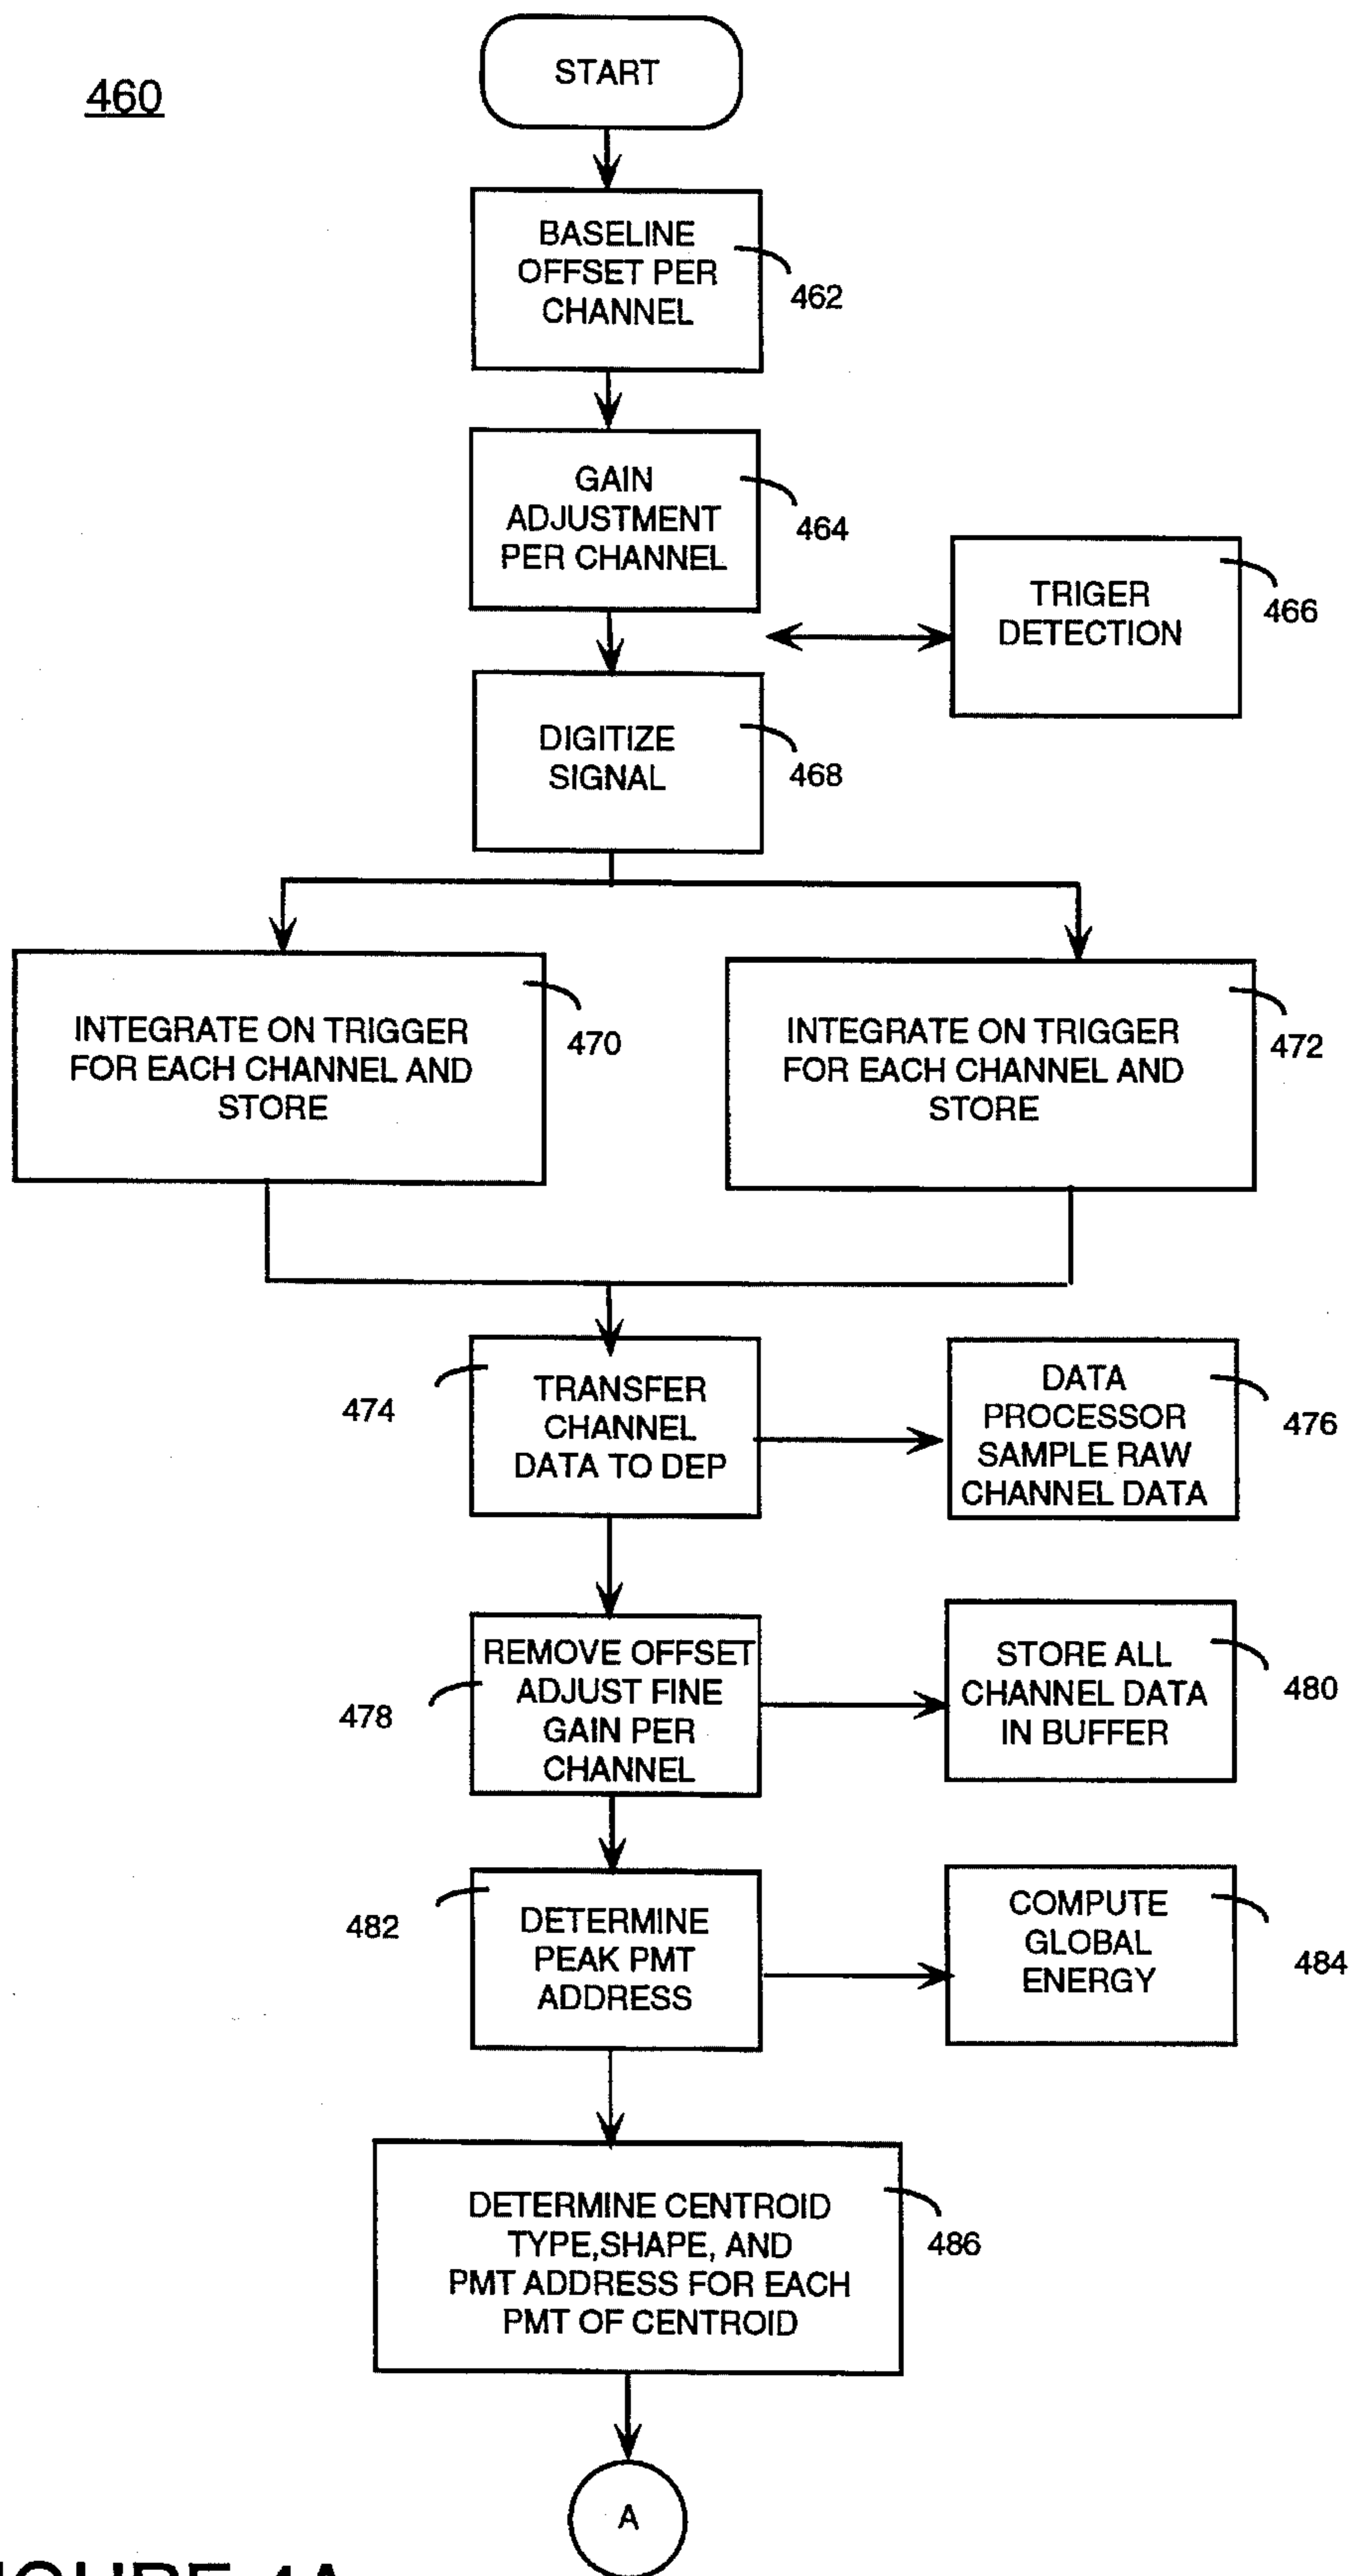 460
START
BASELINE
OFFSET PER
CHANNEL
462
GAIN
ADJUSTMENT
PER CHANNEL
464
TRIGER
DETECTION
466
DIGITIZE
SIGNAL
468
INTEGRATE ON TRIGGER
FOR EACH CHANNEL AND
STORE
470
INTEGRATE ON TRIGGER
FOR EACH CHANNEL AND
STORE
472
474
TRANSFER
CHANNEL
DATA TO DEP
DATA
PROCESSOR
SAMPLE RAW
CHANNEL DATA
476
478
REMOVE OFFSET
ADJUST FINE
GAIN PER
CHANNEL
STORE ALL
CHANNEL DATA
IN BUFFER
480
482
DETERMINE
PEAK PMT
ADDRESS
COMPUTE
GLOBAL
ENERGY
484
DETERMINE CENTROID
TYPE,SHAPE, AND
PMT ADDRESS FOR EACH
PMT OF CENTROID
486
A
FIGURE 4A